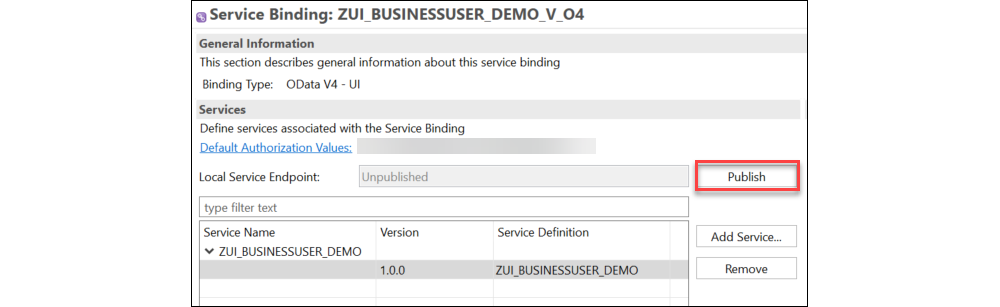 Service Binding: ZUI_BUSINESSUSER_DEMO_V_O4
General Information
This section describes general information about this service binding
Binding Type: OData V4 - UI
Services
Define services associated with the Service Binding
Default Authorization Values:
Local Service Endpoint: Unpublished Publish
type filter text
Service Name Version Service Definition Add Service...
ZUI_BUSINESSUSER_DEMO
1.0.0 ZUI_BUSINESSUSER_DEMO Remove